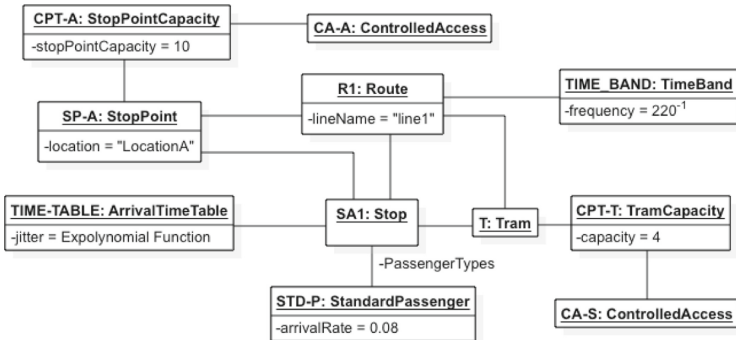 CPT-A: StopPointCapacity
-stopPointCapacity = 10
CA-A: ControlledAccess
R1: Route
-lineName = "line1"
TIME_BAND: TimeBand
-frequency = 220⁻¹
SP-A: StopPoint
-location = "LocationA"
TIME-TABLE: ArrivalTimeTable
-jitter = Expolynomial Function
SA1: Stop
T: Tram
CPT-T: TramCapacity
-capacity = 4
-PassengerTypes
STD-P: StandardPassenger
-arrivalRate = 0.08
CA-S: ControlledAccess